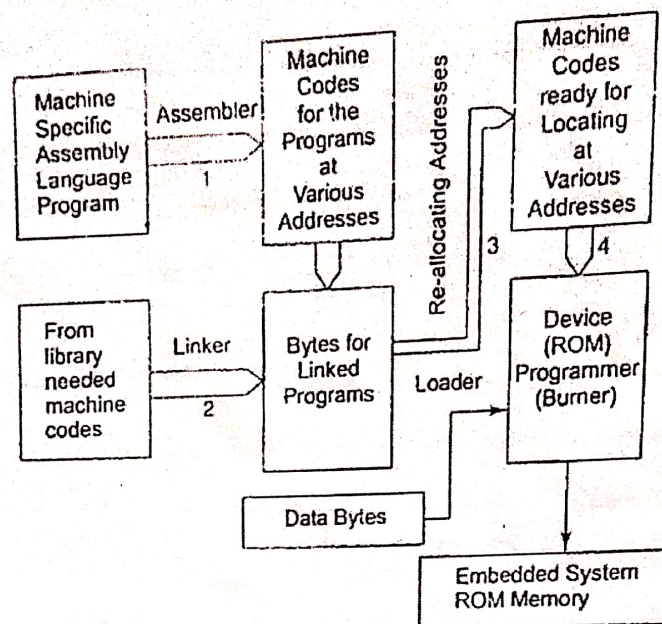 Machine
Specific
Assembly
Language
Program
Assembler
1
Machine
Codes
for the
Programs
at
Various
Addresses
Re-allocating Addresses
3
Machine
Codes
ready for
Locating
at
Various
Addresses
4
From
library
needed
machine
codes
Linker
2
Bytes for
Linked
Programs
Loader
Device
(ROM)
Programmer
(Burner)
Data Bytes
Embedded System
ROM Memory